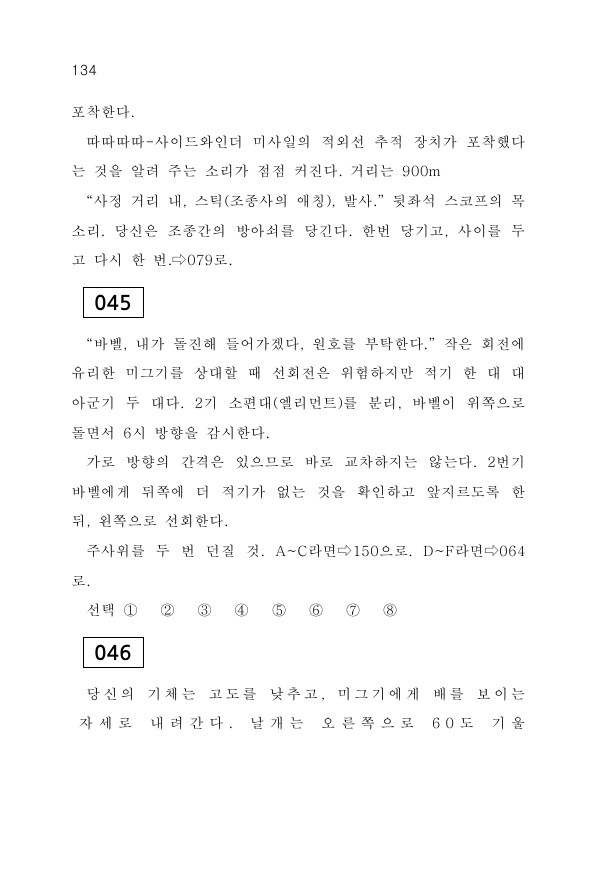 134
포착한다.
따따따따-사이드와인더 미사일의 적외선 추적 장치가 포착했다
는 것을 알려 주는 소리가 점점 커진다. 거리는 900m
“사정 거리 내, 스틱(조종사의 애칭), 발사.” 뒷좌석 스코프의 목
소리. 당신은 조종간의 방아쇠를 당긴다. 한번 당기고, 사이를 두
고 다시 한 번.⇨079로.
045
“바벨, 내가 돌진해 들어가겠다, 원호를 부탁한다.” 작은 회전에
유리한 미그기를 상대할 때 선회전은 위험하지만 적기 한 대 대
아군기 두 대다. 2기 소편대(엘리먼트)를 분리, 바벨이 위쪽으로
돌면서 6시 방향을 감시한다.
가로 방향의 간격은 있으므로 바로 교차하지는 않는다. 2번기
바벨에게 뒤쪽에 더 적기가 없는 것을 확인하고 앞지르도록 한
뒤, 왼쪽으로 선회한다.
주사위를 두 번 던질 것. A~C라면⇨150으로. D~F라면⇨064
로.
선택 ① ② ③ ④ ⑤ ⑥ ⑦ ⑧
046
당신의 기체는 고도를 낮추고, 미그기에게 배를 보이는
자세로 내려간다. 날개는 오른쪽으로 60도 기울